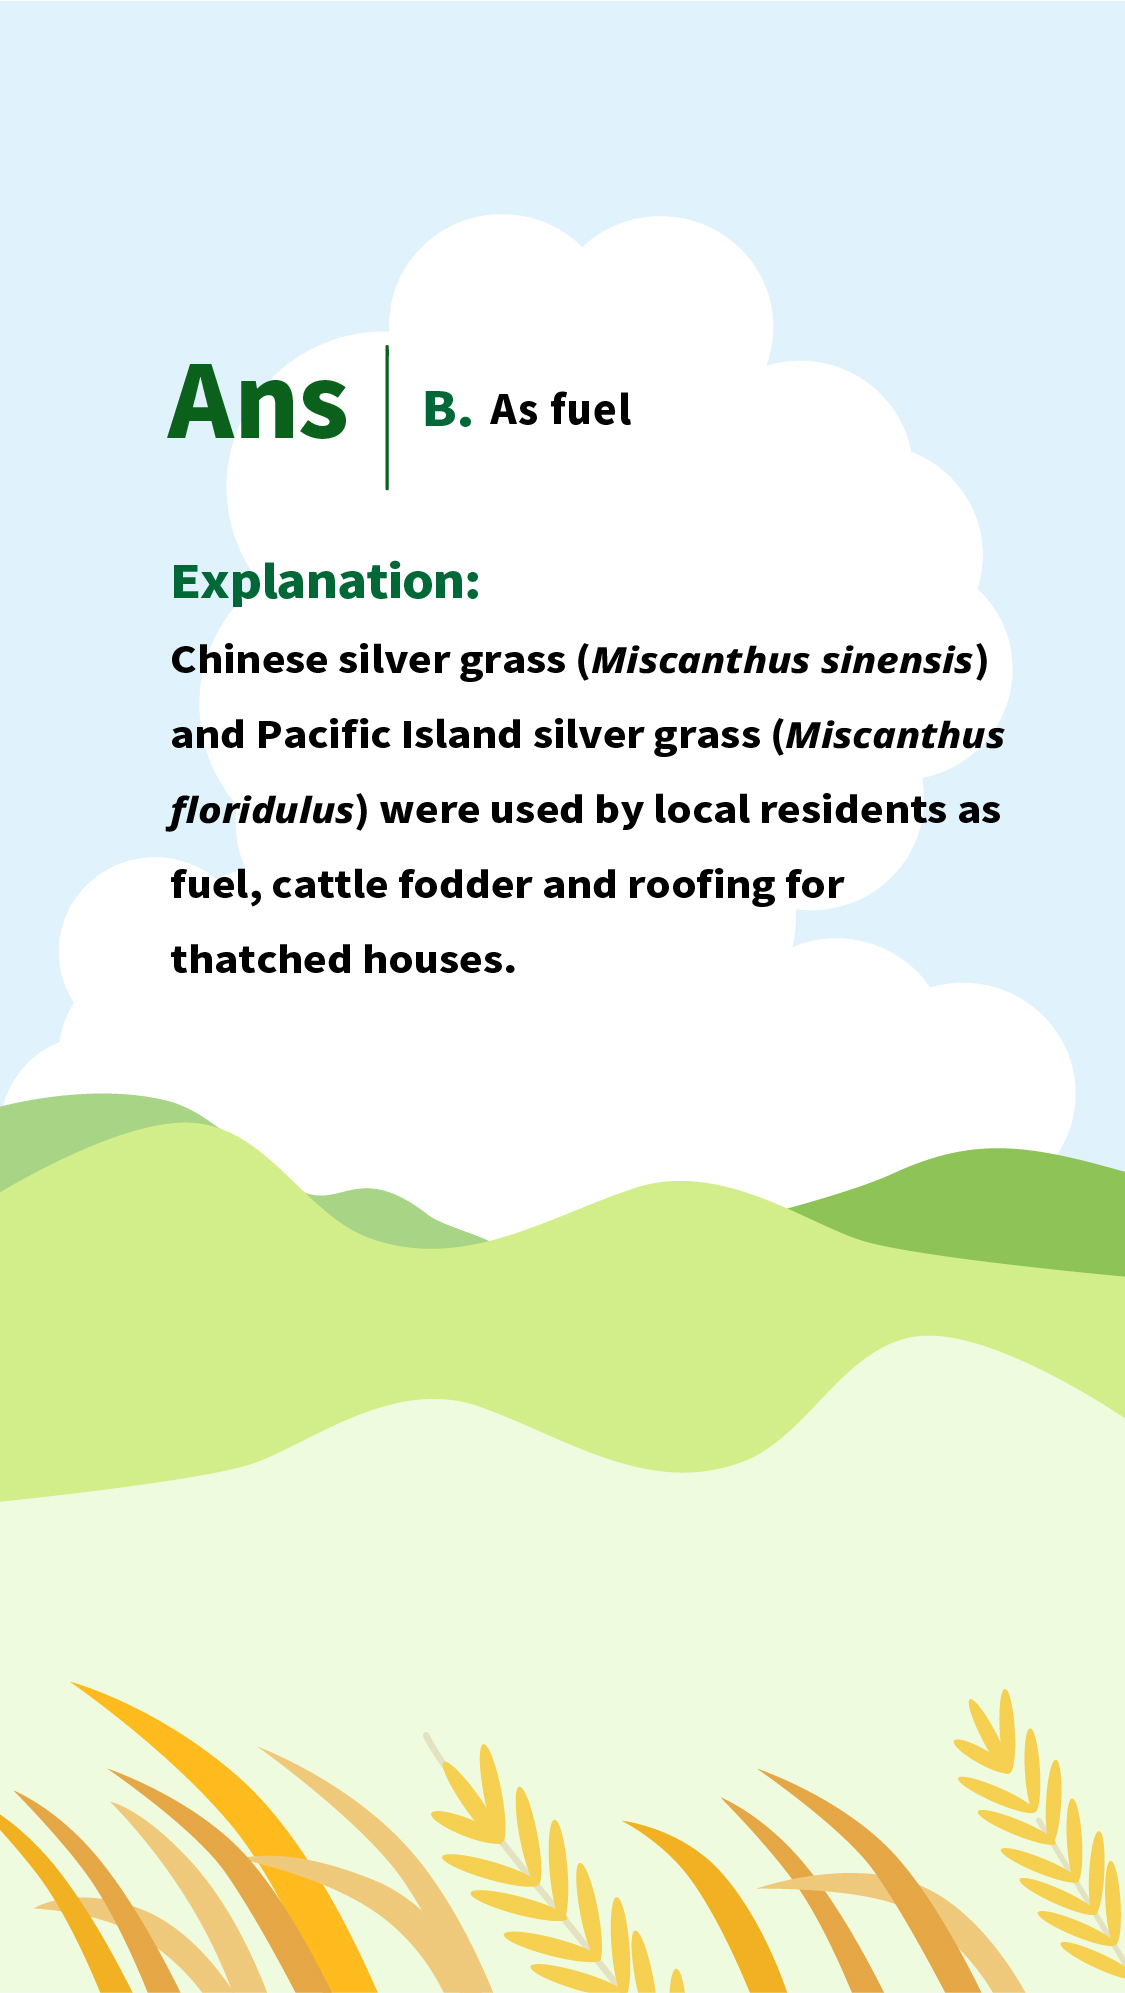 Ans
B. As fuel
Explanation:
Chinese silver grass (Miscanthus sinensis)
and Pacific Island silver grass (Miscanthus
floridulus) were used by local residents as
fuel, cattle fodder and roofing for
thatched houses.